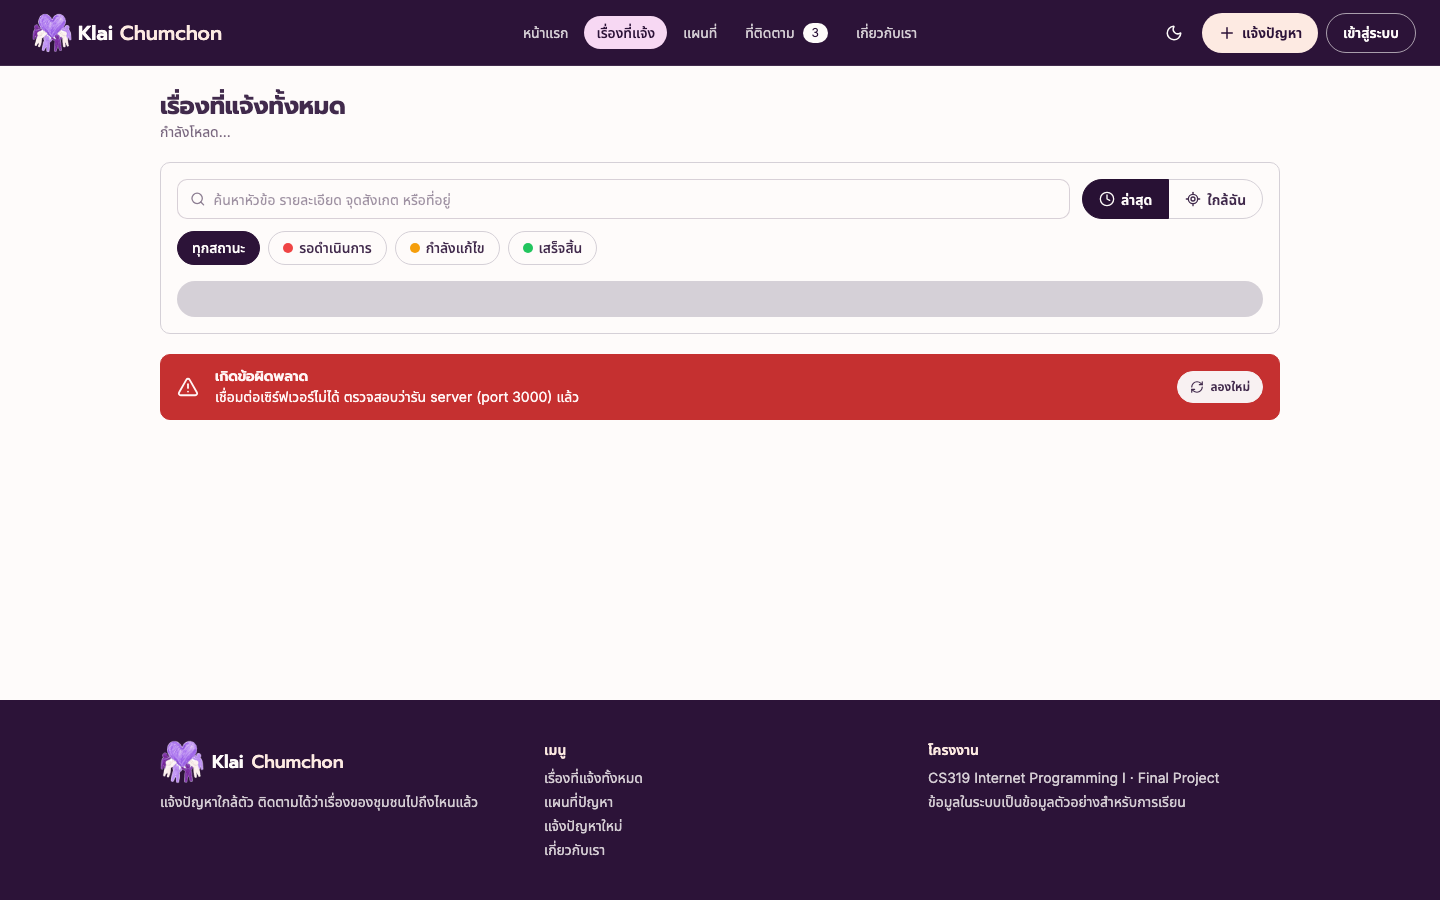 Klai Chumchon
หน้าแรก
เรื่องที่แจ้ง
แผนที่
ที่ติดตาม 3
เกี่ยวกับเรา
แจ้งปัญหา
เข้าสู่ระบบ
เรื่องที่แจ้งทั้งหมด
กำลังโหลด...
ค้นหาหัวข้อ รายละเอียด จุดสังเกต หรือที่อยู่
ล่าสุด
ใกล้ฉัน
ทุกสถานะ
รอดำเนินการ
กำลังแก้ไข
เสร็จสิ้น
เกิดข้อผิดพลาด
เชื่อมต่อเซิร์ฟเวอร์ไม่ได้ ตรวจสอบว่ารัน server (port 3000) แล้ว
ลองใหม่
Klai Chumchon
แจ้งปัญหาใกล้ตัว ติดตามได้ว่าเรื่องของชุมชนไปถึงไหนแล้ว
เมนู
เรื่องที่แจ้งทั้งหมด
แผนที่ปัญหา
แจ้งปัญหาใหม่
เกี่ยวกับเรา
โครงงาน
CS319 Internet Programming I · Final Project
ข้อมูลในระบบเป็นข้อมูลตัวอย่างสำหรับการเรียน